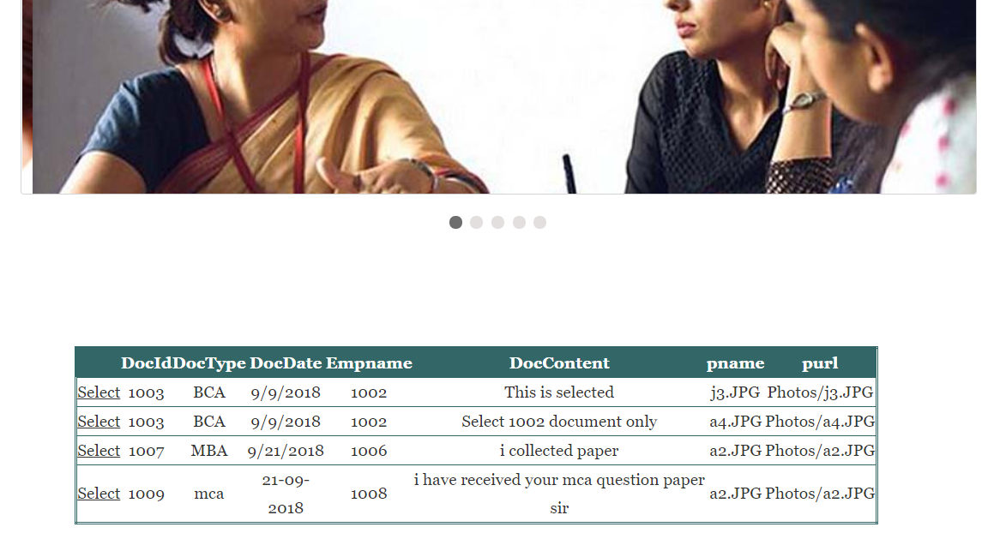 DocId DocType DocDate Empname DocContent pname purl
Select 1003 BCA 9/9/2018 1002 This is selected j3.JPG Photos/j3.JPG
Select 1003 BCA 9/9/2018 1002 Select 1002 document only a4.JPG Photos/a4.JPG
Select 1007 MBA 9/21/2018 1006 i collected paper a2.JPG Photos/a2.JPG
Select 1009 mca 21-09-2018 1008 i have received your mca question paper sir a2.JPG Photos/a2.JPG